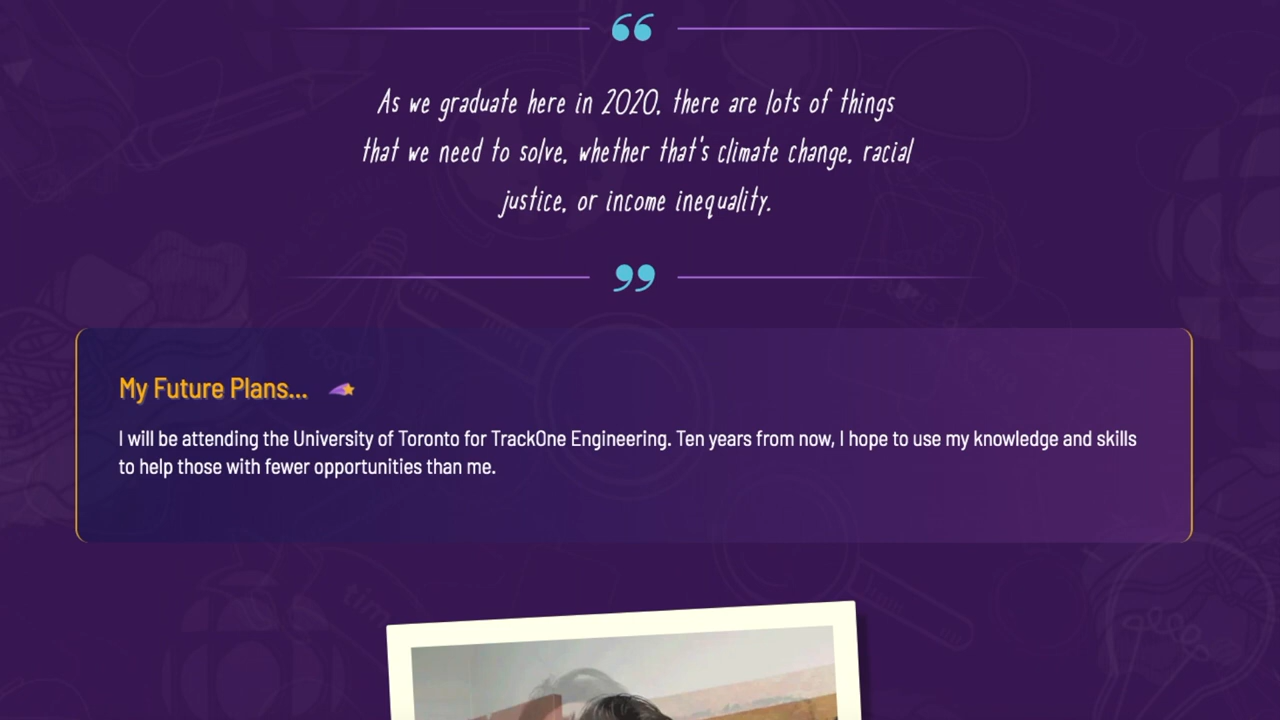 “
As we graduate here in 2020, there are lots of things
that we need to solve, whether that's climate change, racial
justice, or income inequality.
”
My Future Plans...
I will be attending the University of Toronto for TrackOne Engineering. Ten years from now, I hope to use my knowledge and skills
to help those with fewer opportunities than me.